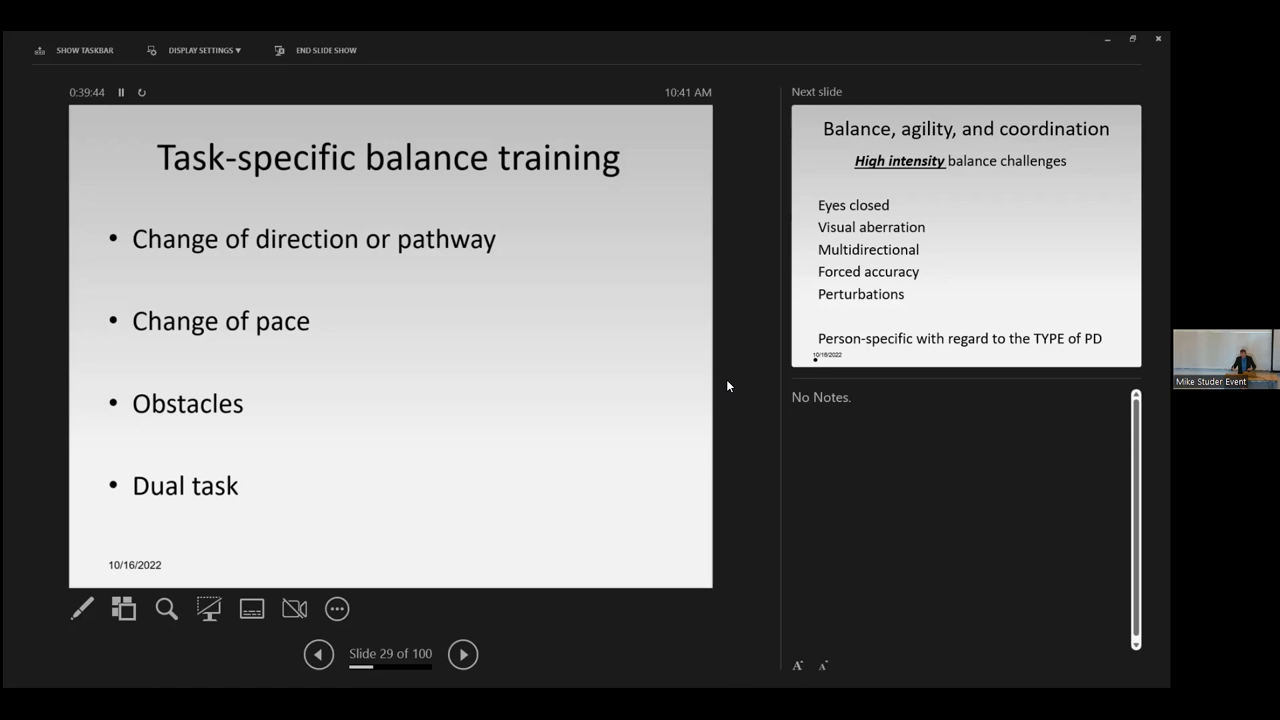 SHOW TASKBAR
DISPLAY SETTINGS ▾
END SLIDE SHOW
0:39:44
10:41 AM
Task-specific balance training
• Change of direction or pathway
• Change of pace
• Obstacles
• Dual task
10/16/2022
Slide 29 of 100
Next slide
Balance, agility, and coordination
High intensity balance challenges
Eyes closed
Visual aberration
Multidirectional
Forced accuracy
Perturbations
Person-specific with regard to the TYPE of PD
10/16/2022
No Notes.
A A
Mike Studer Event